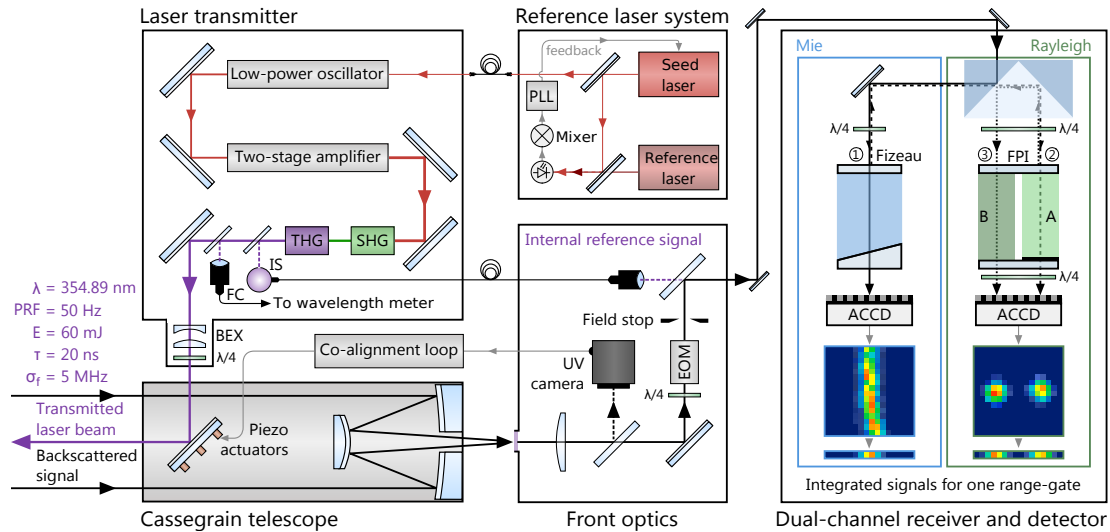 Laser transmitter
Low-power oscillator
Two-stage amplifier
THG
SHG
IS
FC
To wavelength meter
BEX
λ/4
λ = 354.89 nm
PRF = 50 Hz
E = 60 mJ
τ = 20 ns
σf = 5 MHz
Transmitted
laser beam
Backscattered
signal
Piezo
actuators
Cassegrain telescope
Reference laser system
feedback
Seed
laser
PLL
Mixer
Reference
laser
Internal reference signal
Field stop
Co-alignment loop
UV
camera
EOM
λ/4
Front optics
Mie
Rayleigh
λ/4
λ/4
① Fizeau
③ FPI ②
B
A
λ/4
ACCD
ACCD
Integrated signals for one range-gate
Dual-channel receiver and detector